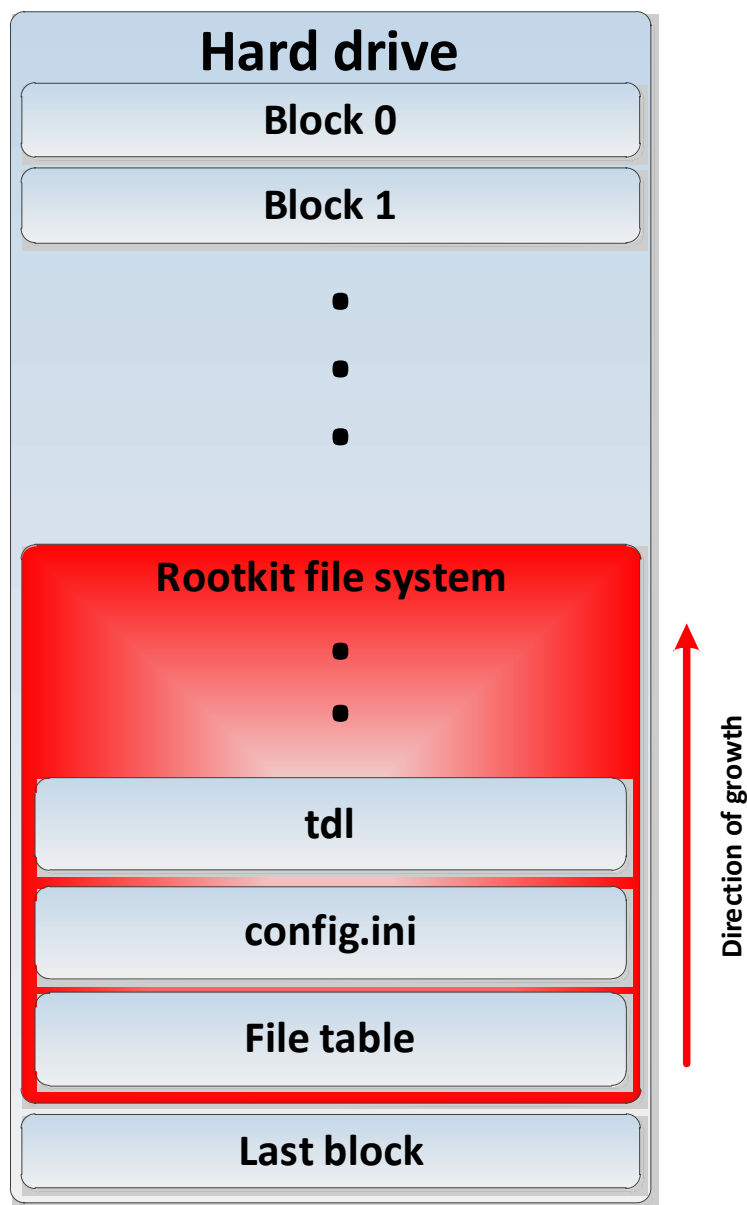 Hard drive
Block 0
Block 1
Rootkit file system
tdl
config.ini
File table
Last block
Direction of growth